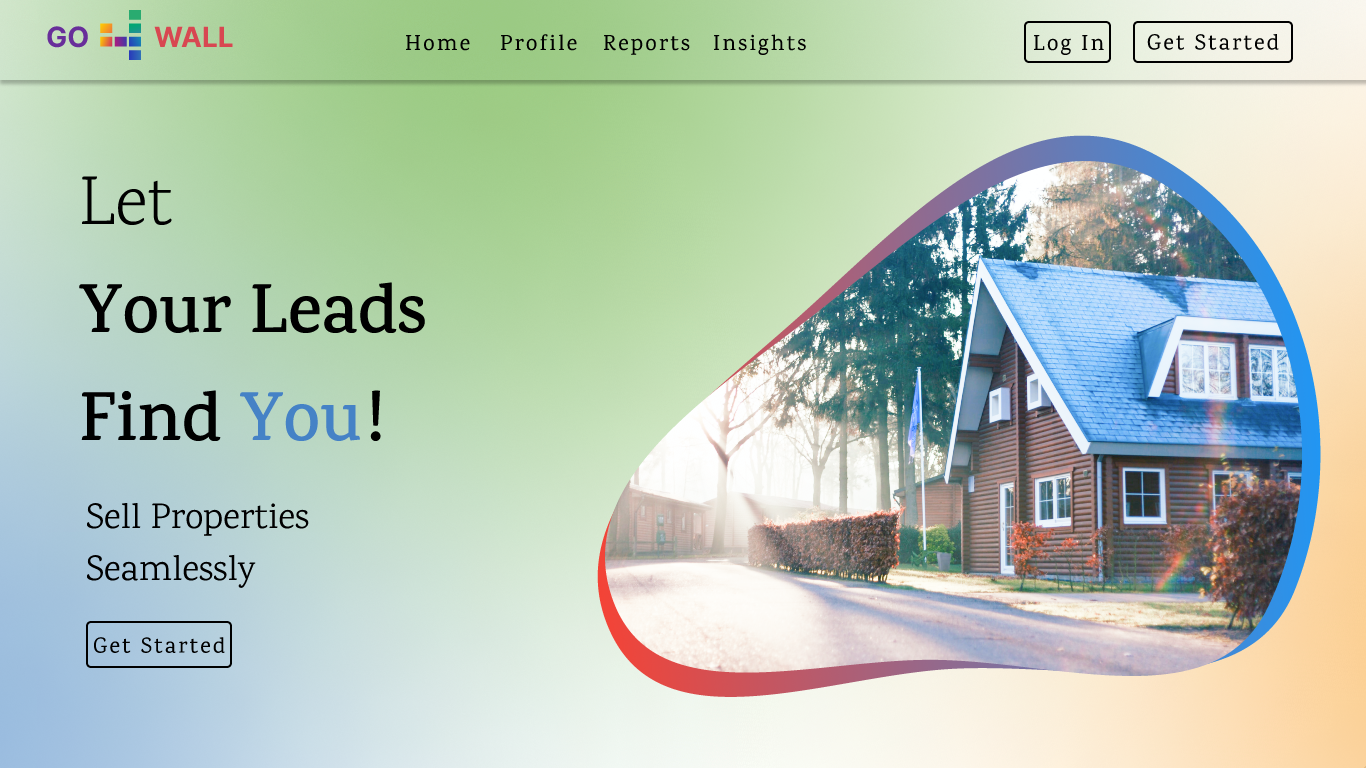 GO 4 WALL
Home Profile Reports Insights
Log In
Get Started
Let
Your Leads
Find You!
Sell Properties
Seamlessly
Get Started